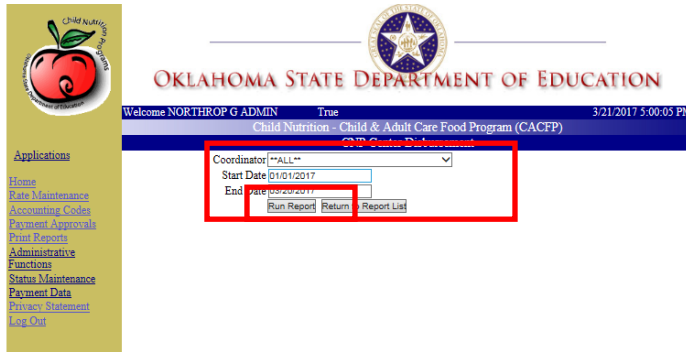 Child Nutrition Programs
OKLAHOMA STATE DEPARTMENT OF EDUCATION
Welcome NORTHROP G ADMIN True 3/21/2017 5:00:05 PM
Child Nutrition - Child & Adult Care Food Program (CACFP)
CNP Center Disbursement
Applications
Coordinator **ALL**
Start Date 01/01/2017
End Date 03/20/2017
Run Report Return to Report List
Home
Rate Maintenance
Accounting Codes
Payment Approvals
Print Reports
Administrative
Functions
Status Maintenance
Payment Data
Privacy Statement
Log Out